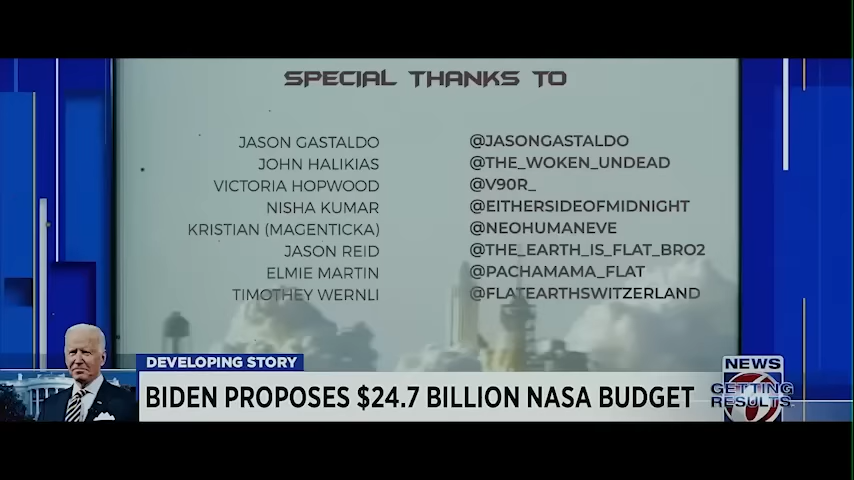 SPECIAL THANKS TO
JASON GASTALDO @JASONGASTALDO
JOHN HALIKIAS @THE_WOKEN_UNDEAD
VICTORIA HOPWOOD @V90R_
NISHA KUMAR @EITHERSIDEOFMIDNIGHT
KRISTIAN (MAGENTICKA) @NEOHUMANEVE
JASON REID @THE_EARTH_IS_FLAT_BRO2
ELMIE MARTIN @PACHAMAMA_FLAT
TIMOTHEY WERNLI @FLATEARTHSWITZERLAND
DEVELOPING STORY
BIDEN PROPOSES $24.7 BILLION NASA BUDGET
NEWS
6
GETTING
RESULTS